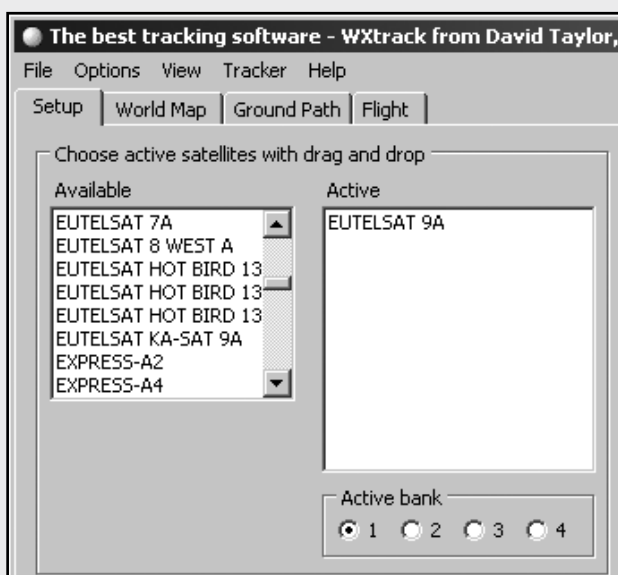 The best tracking software - WXtrack from David Taylor,
File Options View Tracker Help
Setup World Map Ground Path Flight
Choose active satellites with drag and drop
Available
EUTELSAT 7A
EUTELSAT 8 WEST A
EUTELSAT HOT BIRD 13
EUTELSAT HOT BIRD 13
EUTELSAT HOT BIRD 13
EUTELSAT KA-SAT 9A
EXPRESS-A2
EXPRESS-A4
Active
EUTELSAT 9A
Active bank
1 2 3 4